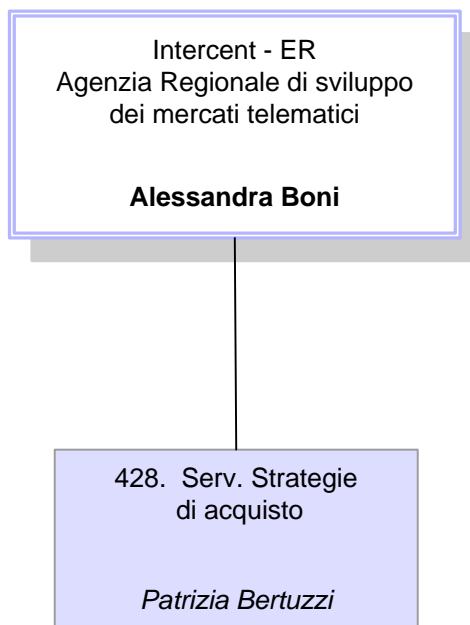 Intercent - ER
Agenzia Regionale di sviluppo
dei mercati telematici
Alessandra Boni
428. Serv. Strategie
di acquisto
Patrizia Bertuzzi